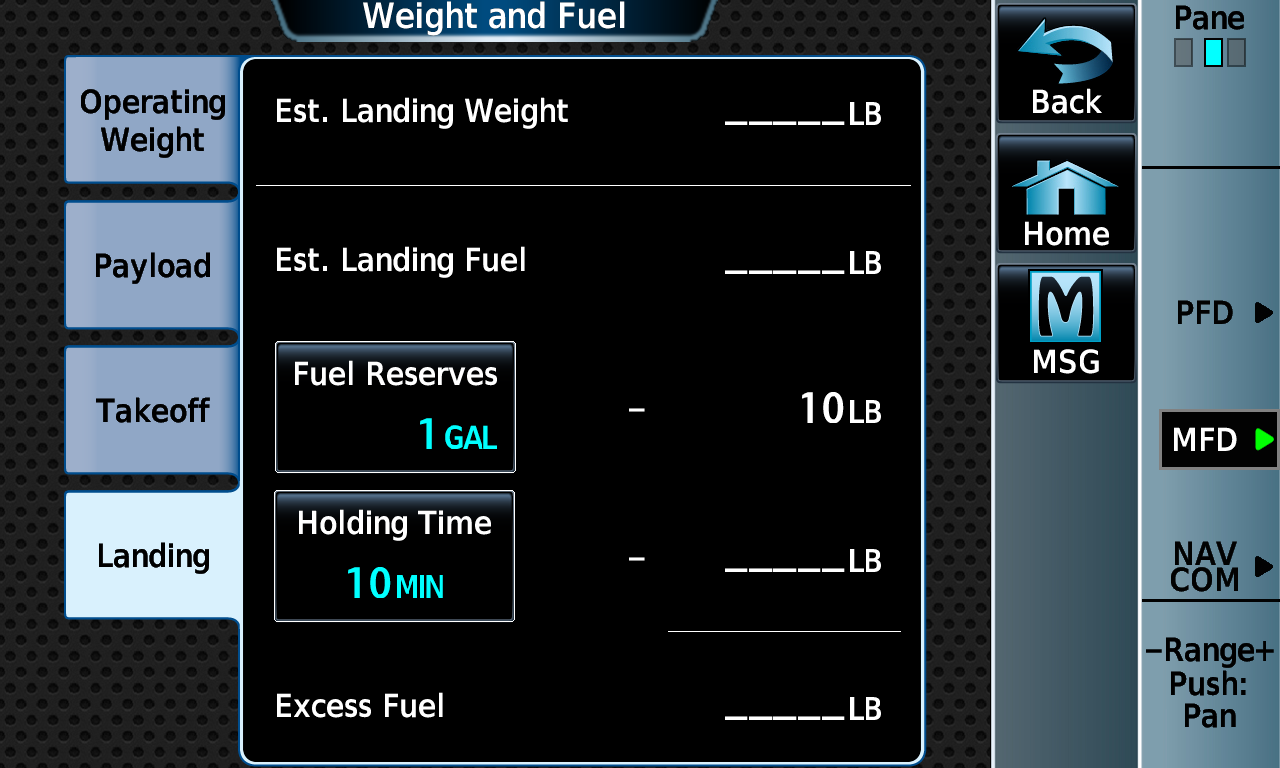 Weight and Fuel
Operating
Weight
Payload
Takeoff
Landing
Est. Landing Weight _____LB
Est. Landing Fuel _____LB
Fuel Reserves
1 GAL – 10LB
Holding Time
10 MIN – _____LB
Excess Fuel _____LB
Back
Home
MSG
Pane
PFD
MFD
NAV
COM
–Range+
Push:
Pan